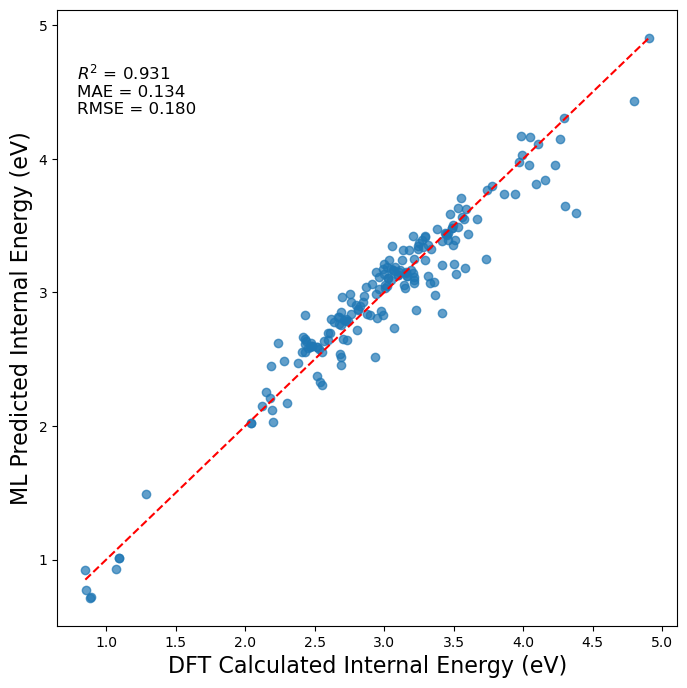 R² = 0.931
MAE = 0.134
RMSE = 0.180
ML Predicted Internal Energy (eV)
5
4
3
2
1
1.0 1.5 2.0 2.5 3.0 3.5 4.0 4.5 5.0
DFT Calculated Internal Energy (eV)